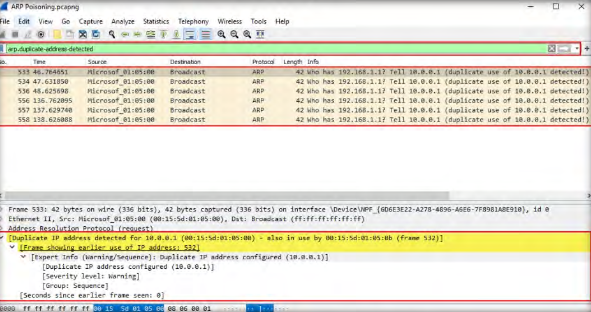 ARP Poisoning.pcapng
File Edit View Go Capture Analyze Statistics Telephony Wireless Tools Help
arp.duplicate-address-detected
No. Time Source Destination Protocol Length Info
533 46.764651 Microsof_01:05:00 Broadcast ARP 42 Who has 192.168.1.1? Tell 10.0.0.1 (duplicate use of 10.0.0.1 detected!)
534 47.631850 Microsof_01:05:00 Broadcast ARP 42 Who has 192.168.1.1? Tell 10.0.0.1 (duplicate use of 10.0.0.1 detected!)
536 48.625698 Microsof_01:05:00 Broadcast ARP 42 Who has 192.168.1.1? Tell 10.0.0.1 (duplicate use of 10.0.0.1 detected!)
556 136.762095 Microsof_01:05:00 Broadcast ARP 42 Who has 192.168.1.1? Tell 10.0.0.1 (duplicate use of 10.0.0.1 detected!)
557 137.629740 Microsof_01:05:00 Broadcast ARP 42 Who has 192.168.1.1? Tell 10.0.0.1 (duplicate use of 10.0.0.1 detected!)
558 138.626088 Microsof_01:05:00 Broadcast ARP 42 Who has 192.168.1.1? Tell 10.0.0.1 (duplicate use of 10.0.0.1 detected!)
Frame 533: 42 bytes on wire (336 bits), 42 bytes captured (336 bits) on interface \Device\NPF_{6D6E3E22-A278-4896-A6E6-7F8981A8E910}, id 0
Ethernet II, Src: Microsof_01:05:00 (00:15:5d:01:05:00), Dst: Broadcast (ff:ff:ff:ff:ff:ff)
Address Resolution Protocol (request)
[Duplicate IP address detected for 10.0.0.1 (00:15:5d:01:05:00) - also in use by 00:15:5d:01:05:0b (frame 532)]
[Frame showing earlier use of IP address: 532]
[Expert Info (Warning/Sequence): Duplicate IP address configured (10.0.0.1)]
[Duplicate IP address configured (10.0.0.1)]
[Severity level: Warning]
[Group: Sequence]
[Seconds since earlier frame seen: 0]
0000 ff ff ff ff ff ff 00 15 5d 01 05 00 08 06 00 01